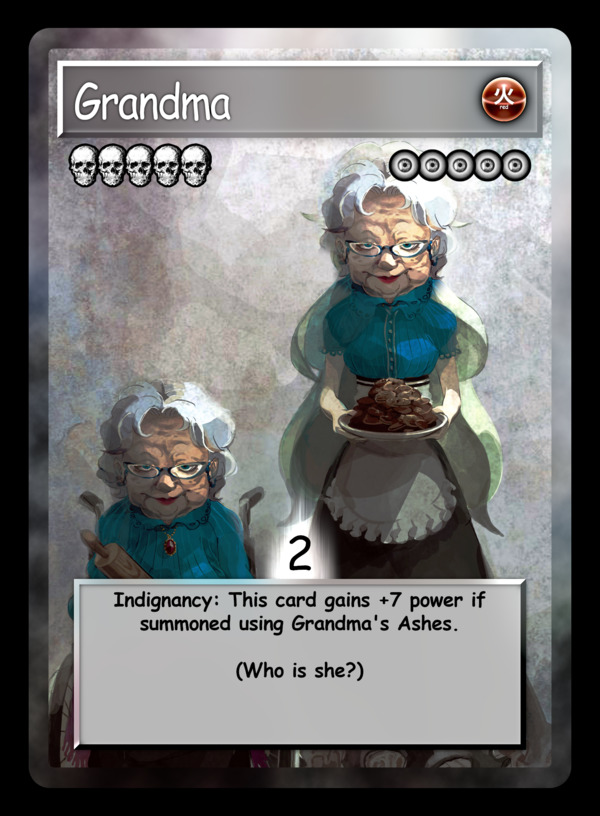 Grandma
火
red
2
Indignancy: This card gains +7 power if
summoned using Grandma's Ashes.
(Who is she?)